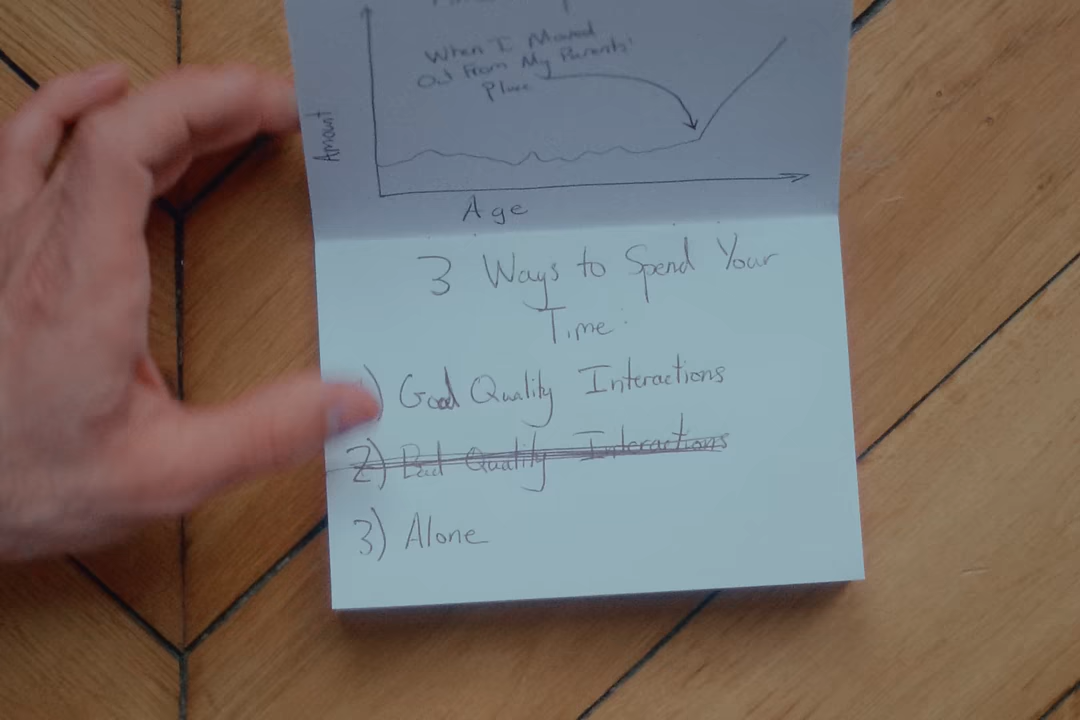 When I Moved
Out From My Parents'
Place
Amount
Age
3 Ways to Spend Your
Time:
1) Good Quality Interactions
2) Bad Quality Interactions
3) Alone